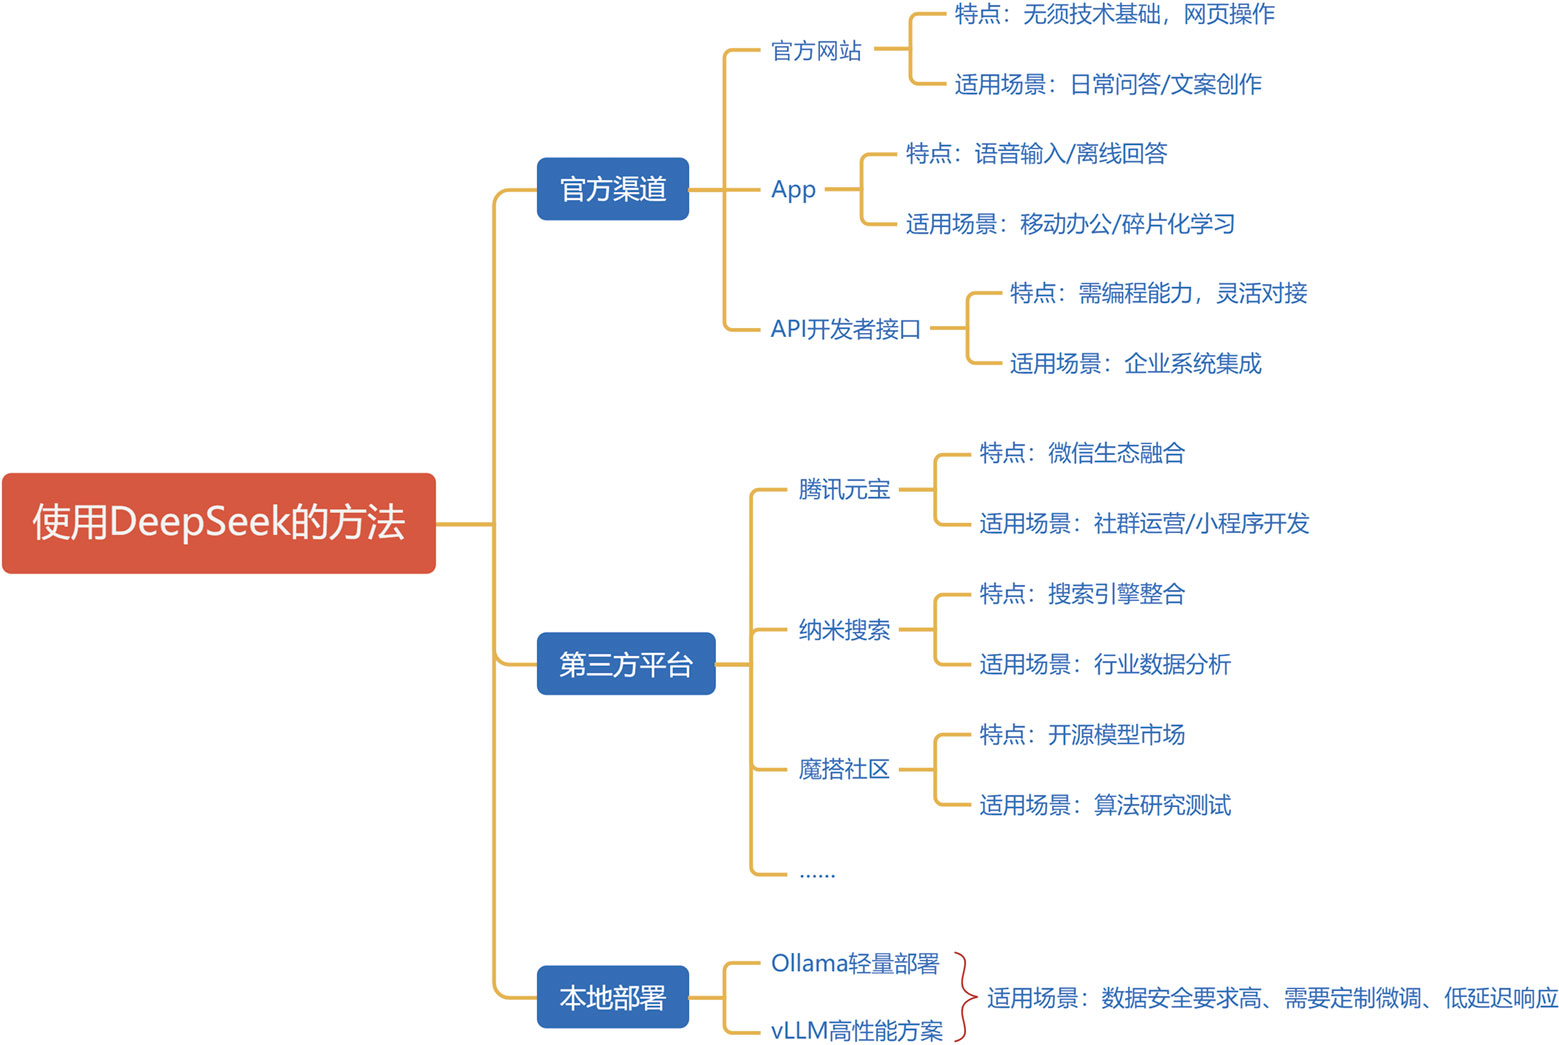 使用DeepSeek的方法
官方渠道
官方网站
特点：无须技术基础，网页操作
适用场景：日常问答/文案创作
App
特点：语音输入/离线回答
适用场景：移动办公/碎片化学习
API开发者接口
特点：需编程能力，灵活对接
适用场景：企业系统集成
第三方平台
腾讯元宝
特点：微信生态融合
适用场景：社群运营/小程序开发
纳米搜索
特点：搜索引擎整合
适用场景：行业数据分析
魔搭社区
特点：开源模型市场
适用场景：算法研究测试
……
本地部署
Ollama轻量部署
vLLM高性能方案
适用场景：数据安全要求高、需要定制微调、低延迟响应